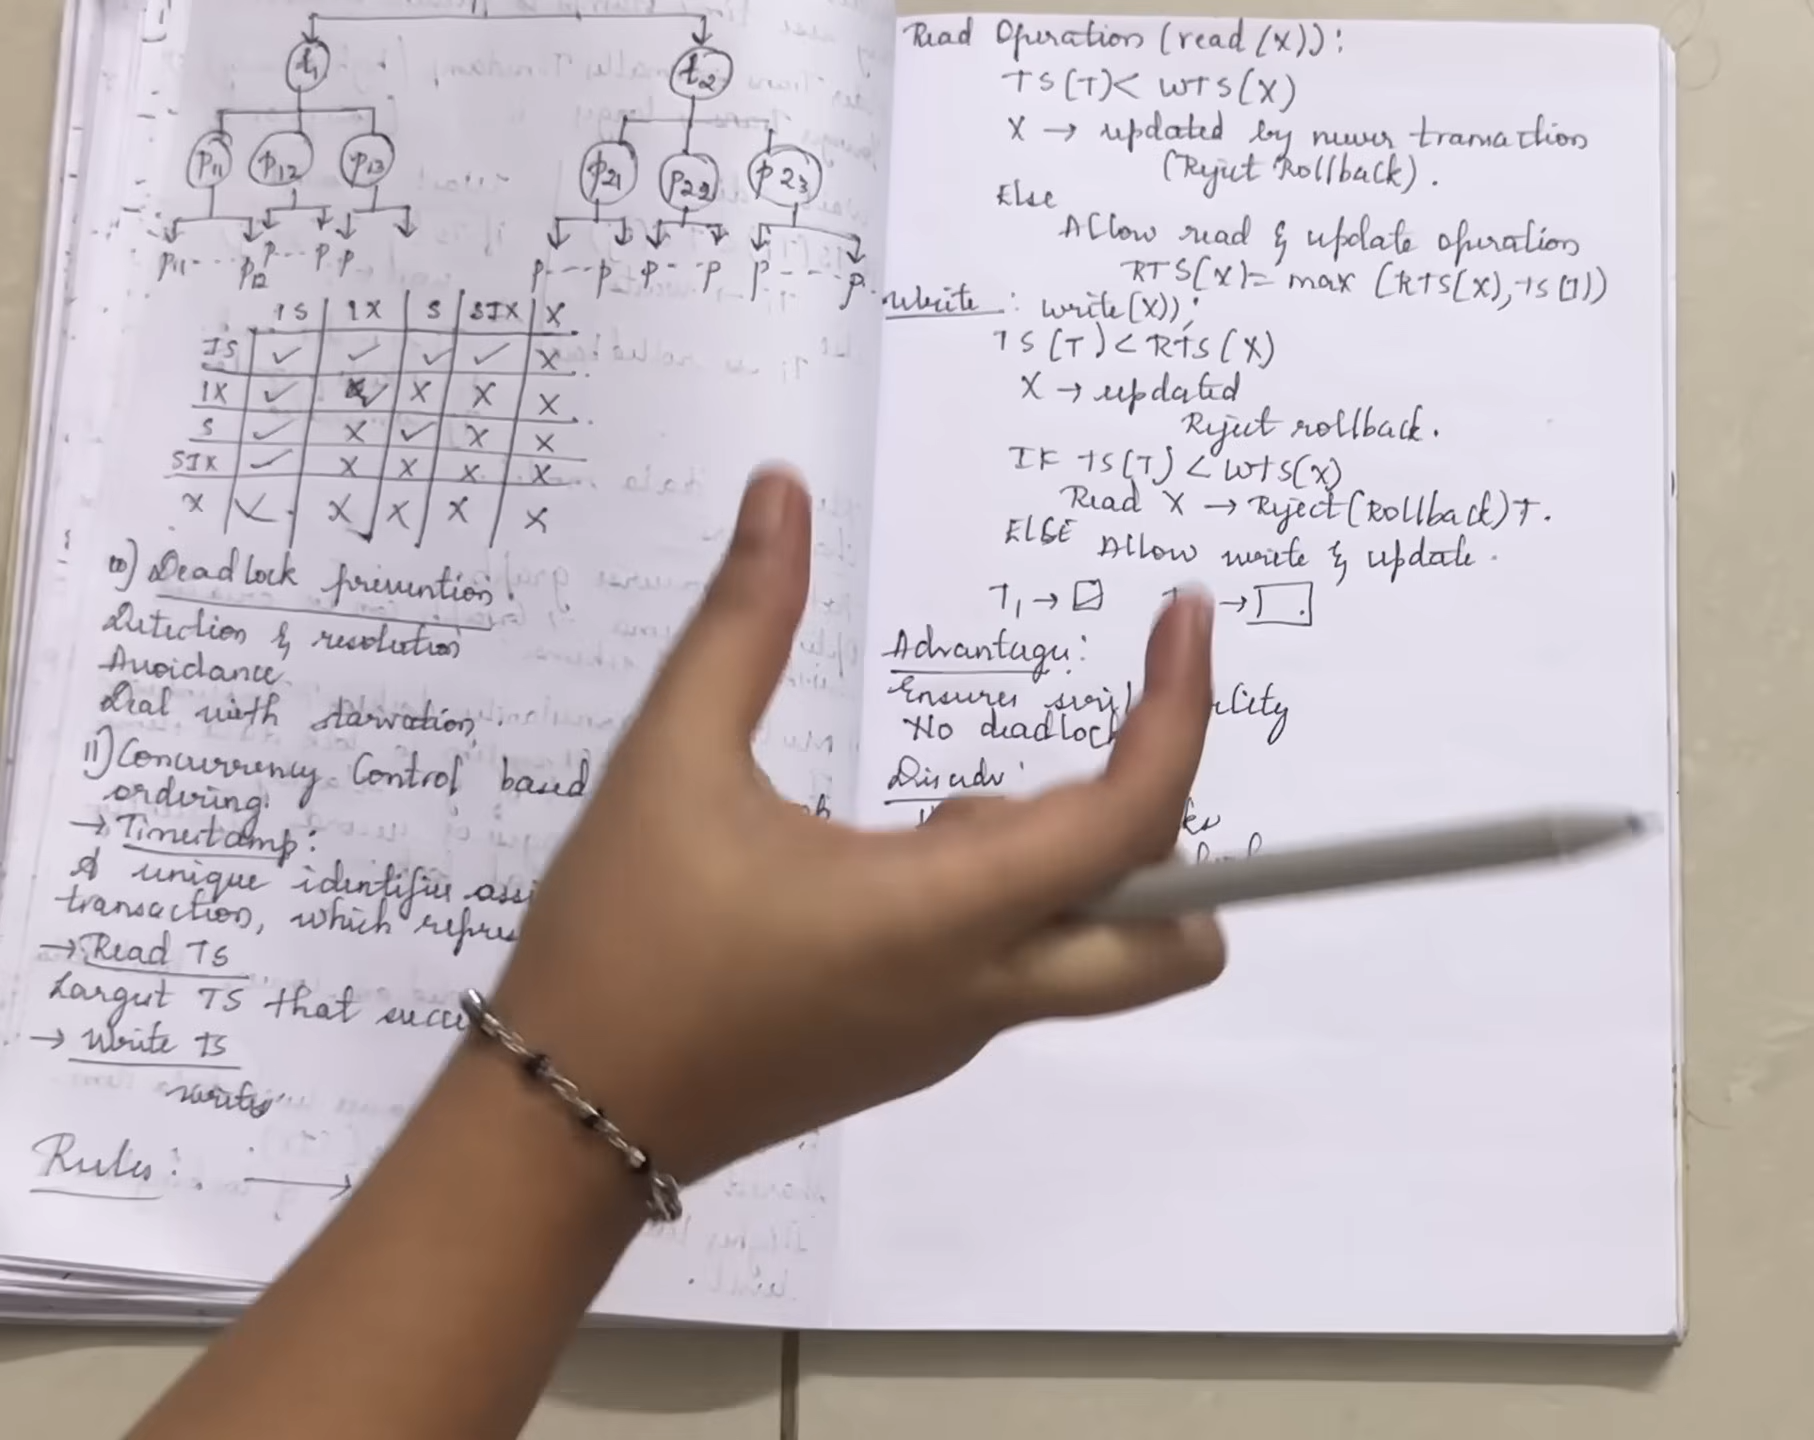 t1 t2
p11 p12 p13 p21 p22 p23
p11 - - - p12 p - - - p p p - - - p p - - p p - - - p
IS | IX | S | SIX | X
IS ✓ ✓ ✓ ✓ X
IX ✓ ✓ X X X
S ✓ X ✓ X X
SIX ✓ X X X X
X ✓ X X X X
10) Deadlock prevention:
Detection & resolution
Avoidance
Deal with starvation.
11) Concurrency Control based
ordering:
→ Timestamp:
A unique identifier
transaction, which
→ Read TS
Largest TS that
→ Write TS
writes
Rules: →
Read Operation (read (X)):
TS(T) < WTS(X)
X → updated by newer transaction
(Reject Rollback).
Else
Allow read & update operation
RTS(X) = max (RTS(X), TS(T))
Write: write(X));
TS(T) < RTS(X)
X → updated
Reject rollback.
IF TS(T) < WTS(X)
Read X → Reject (Rollback) T.
ELSE Allow write & update.
T1 → →
Advantage:
Ensures
No deadlock
Disadv: